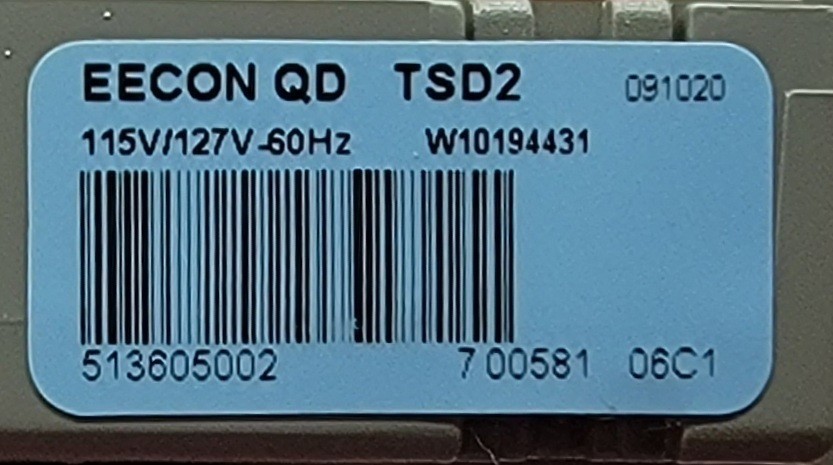 EECON QD TSD2 091020
115V/127V-60Hz W10194431
513605002 7 00581 06C1